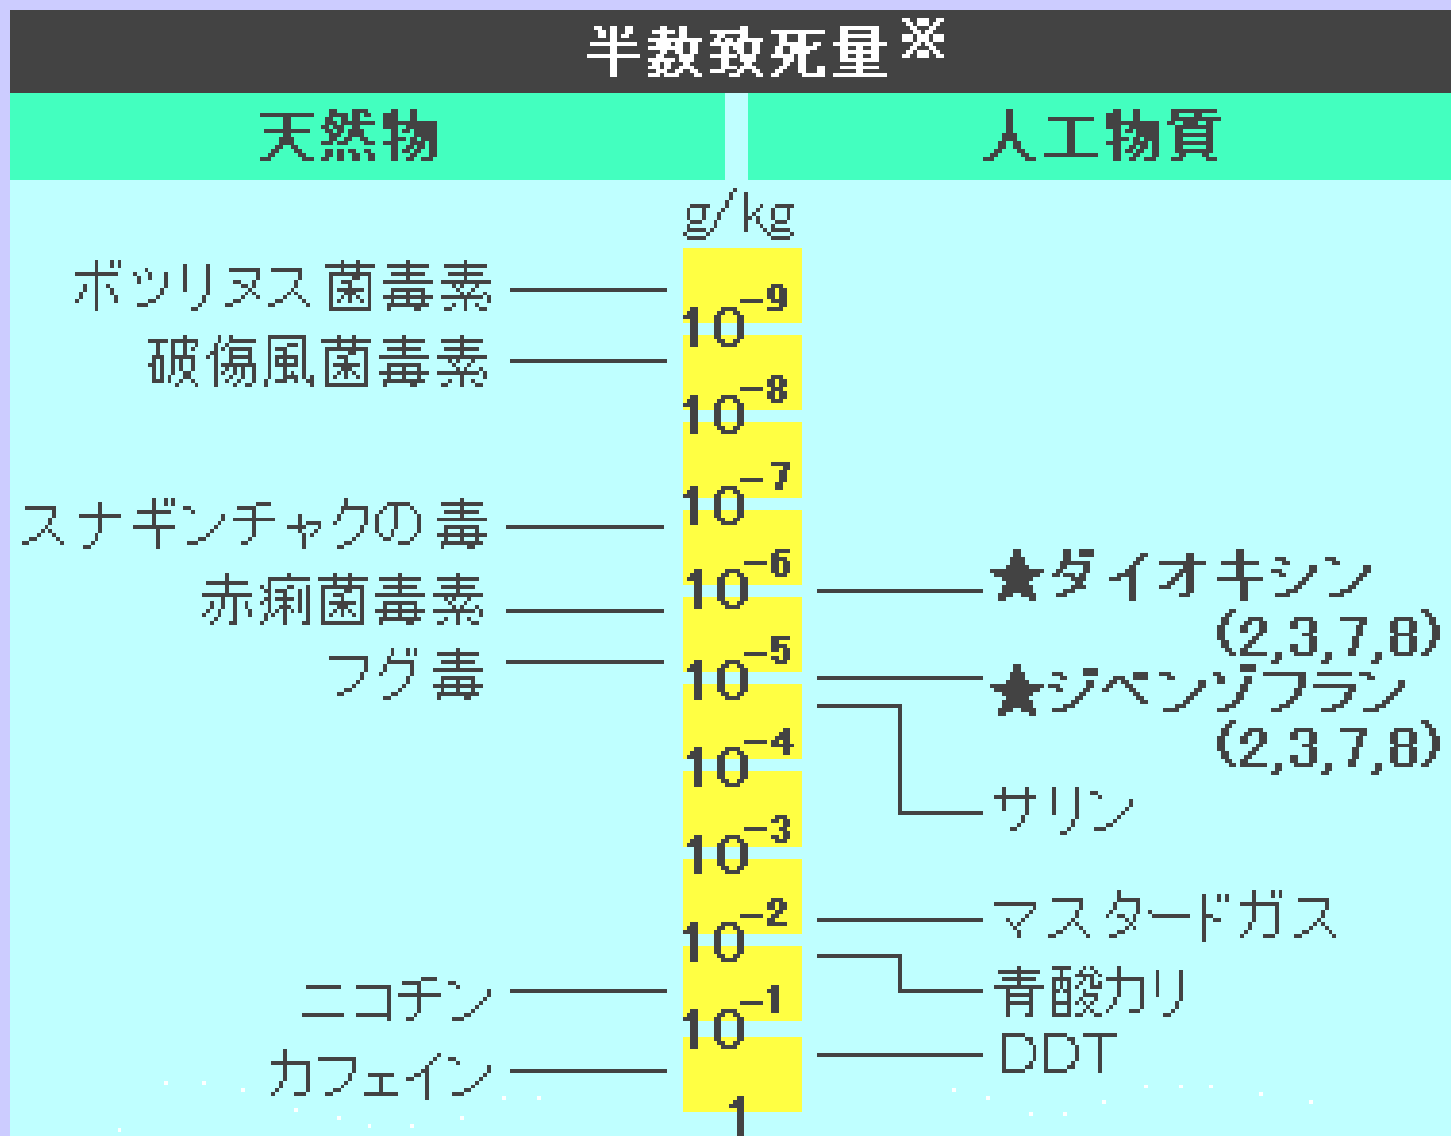 半数致死量※
天然物
人工物質
g/kg
ボツリヌス菌毒素
破傷風菌毒素
スナギンチャクの毒
赤痢菌毒素
フグ毒
ニコチン
カフェイン
10⁻⁹
10⁻⁸
10⁻⁷
10⁻⁶
10⁻⁵
10⁻⁴
10⁻³
10⁻²
10⁻¹
1
★ダイオキシン
(2,3,7,8)
★ジベンゾフラン
(2,3,7,8)
サリン
マスタードガス
青酸カリ
DDT